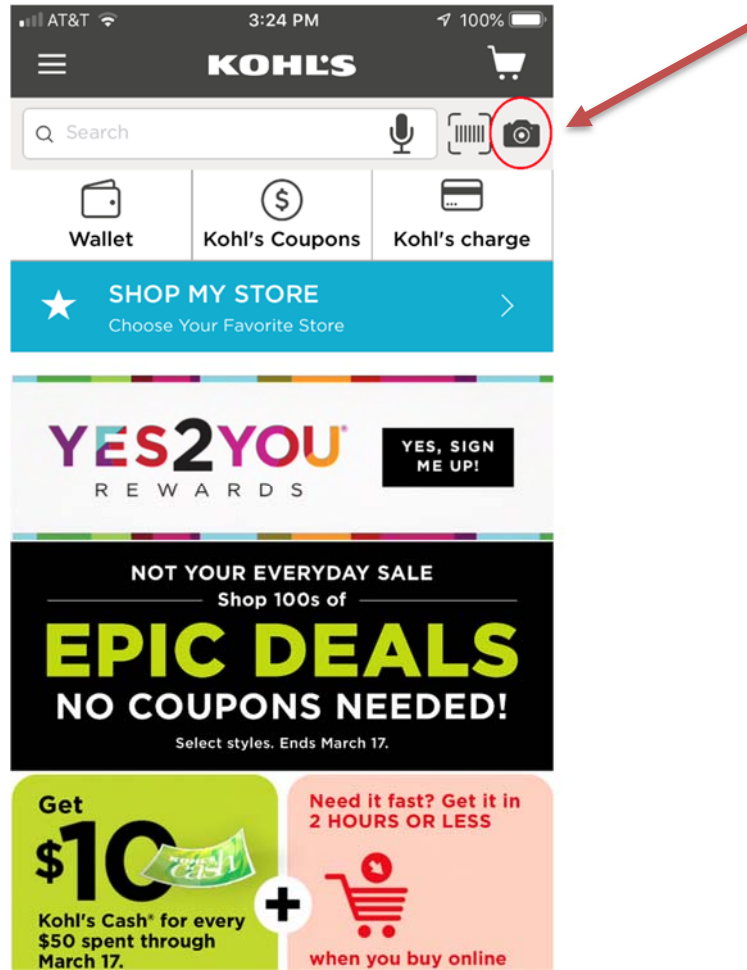 AT&T 3:24 PM 100%
KOHL'S
Search
Wallet Kohl's Coupons Kohl's charge
SHOP MY STORE
Choose Your Favorite Store
YES2YOU®
REWARDS
YES, SIGN
ME UP!
NOT YOUR EVERYDAY SALE
Shop 100s of
EPIC DEALS
NO COUPONS NEEDED!
Select styles. Ends March 17.
Get
$10
KOHL'S
cash
Kohl's Cash® for every
$50 spent through
March 17.
+
Need it fast? Get it in
2 HOURS OR LESS
when you buy online